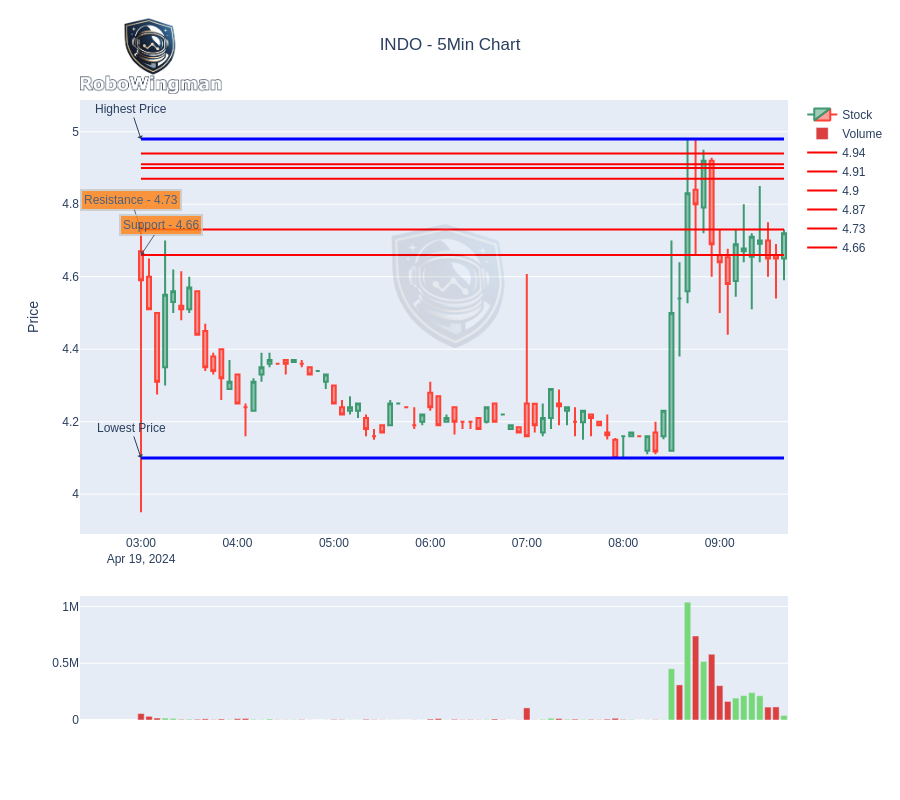 INDO - 5Min Chart
RoboWingman
Highest Price
Resistance - 4.73
Support - 4.66
Lowest Price
Price
5
4.8
4.6
4.4
4.2
4
03:00
04:00
05:00
06:00
07:00
08:00
09:00
Apr 19, 2024
Stock
Volume
4.94
4.91
4.9
4.87
4.73
4.66
1M
0.5M
0